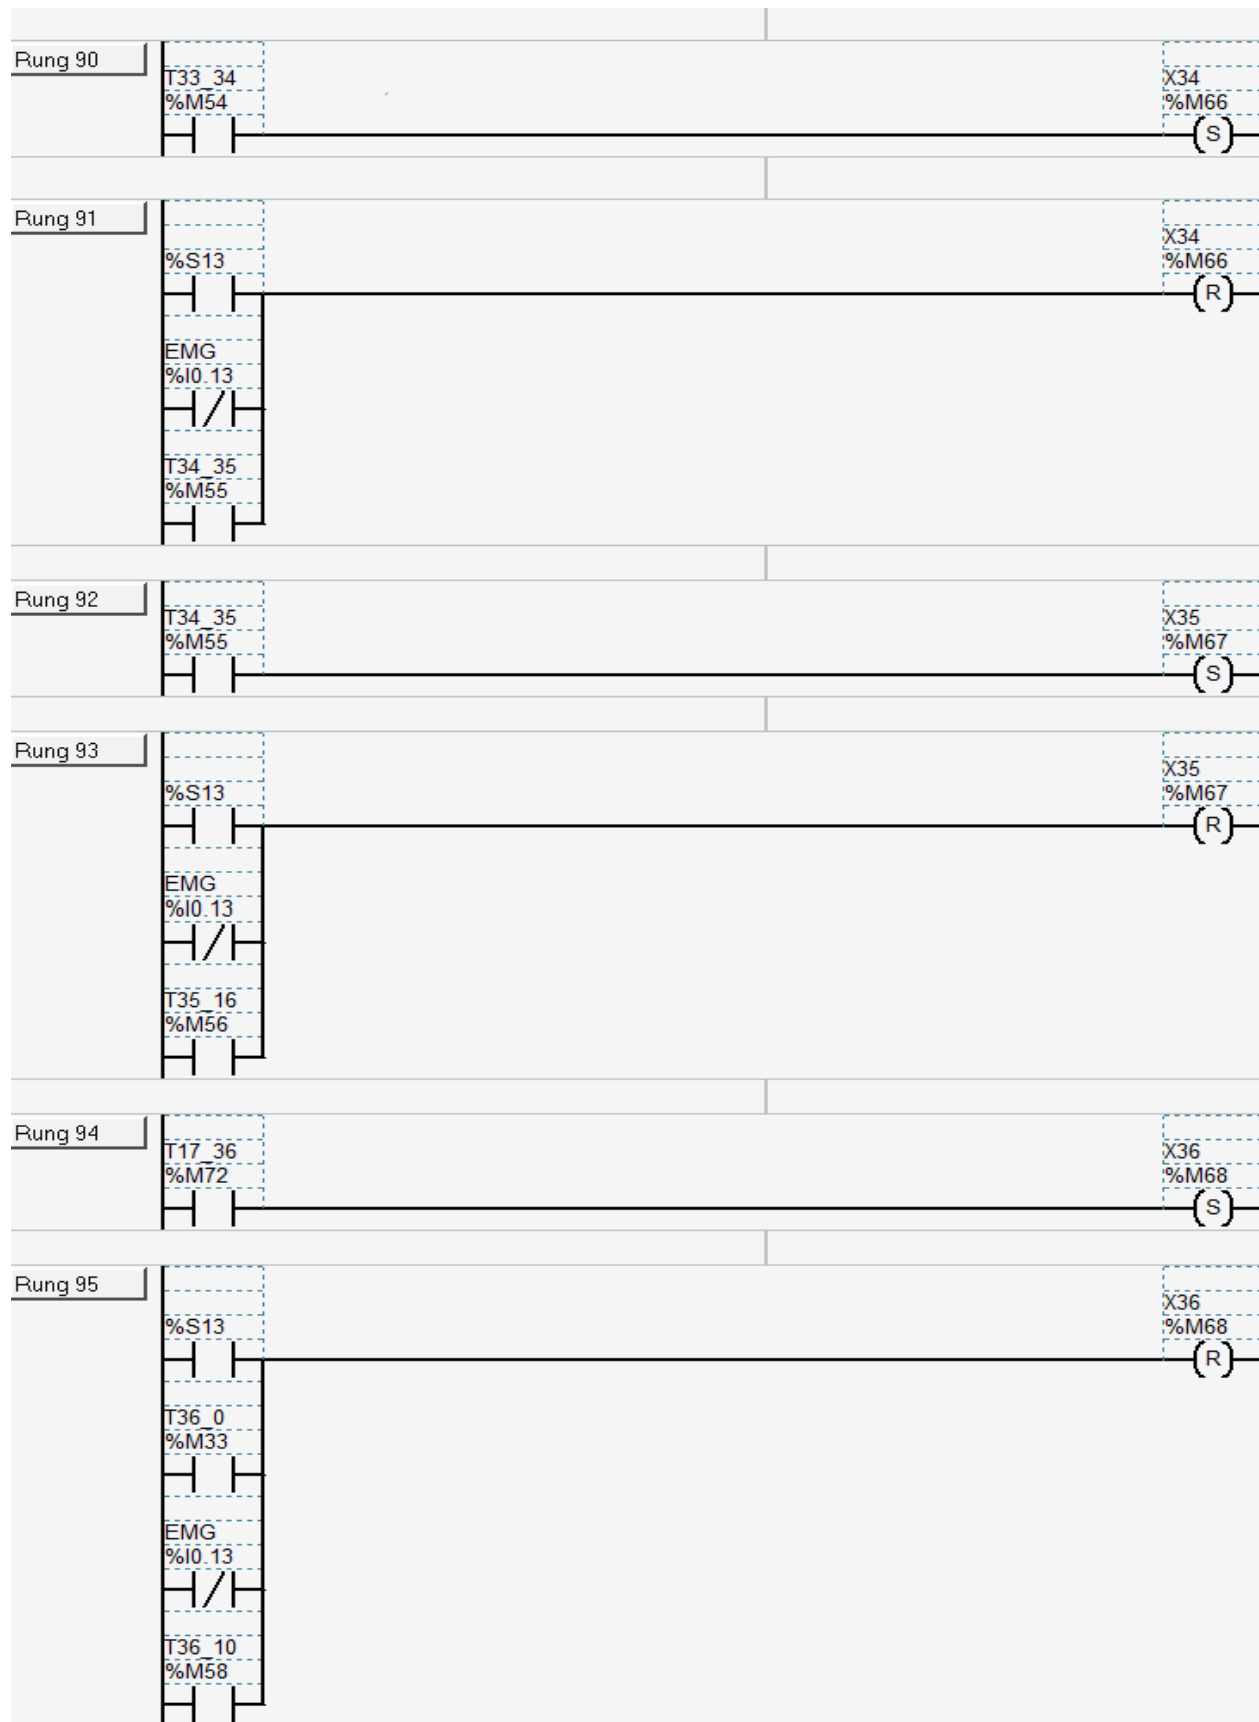 Rung 90
T33_34
%M54
X34
%M66
S
Rung 91
%S13
X34
%M66
R
EMG
%I0.13
T34_35
%M55
Rung 92
T34_35
%M55
X35
%M67
S
Rung 93
%S13
X35
%M67
R
EMG
%I0.13
T35_16
%M56
Rung 94
T17_36
%M72
X36
%M68
S
Rung 95
%S13
X36
%M68
R
T36_0
%M33
EMG
%I0.13
T36_10
%M58